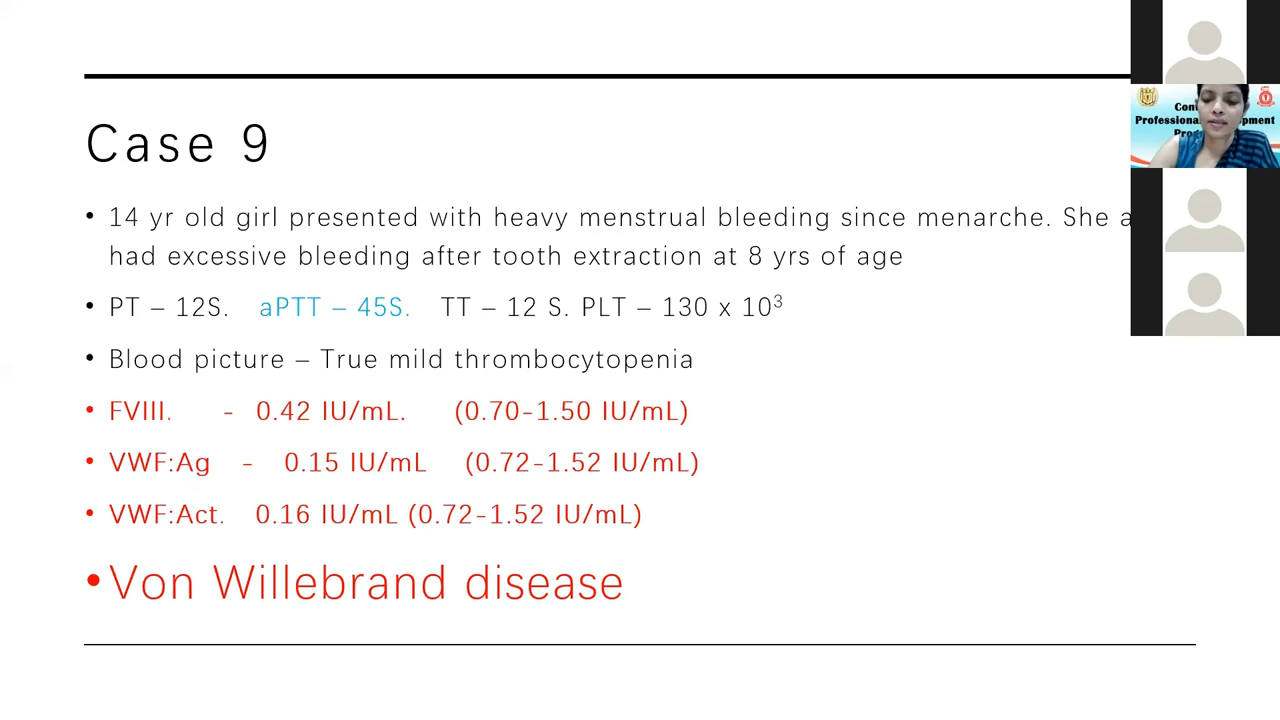 Case 9
• 14 yr old girl presented with heavy menstrual bleeding since menarche. She
had excessive bleeding after tooth extraction at 8 yrs of age
• PT – 12S. aPTT – 45S. TT – 12 S. PLT – 130 x 10³
• Blood picture – True mild thrombocytopenia
• FVIII. - 0.42 IU/mL. (0.70-1.50 IU/mL)
• VWF:Ag - 0.15 IU/mL (0.72-1.52 IU/mL)
• VWF:Act. 0.16 IU/mL (0.72-1.52 IU/mL)
• Von Willebrand disease